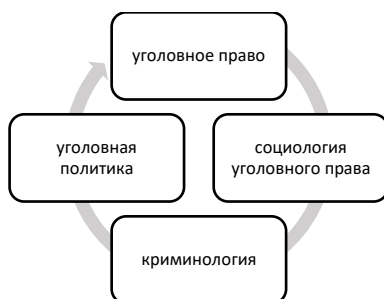 уголовное право
социология
уголовного права
криминология
уголовная
политика